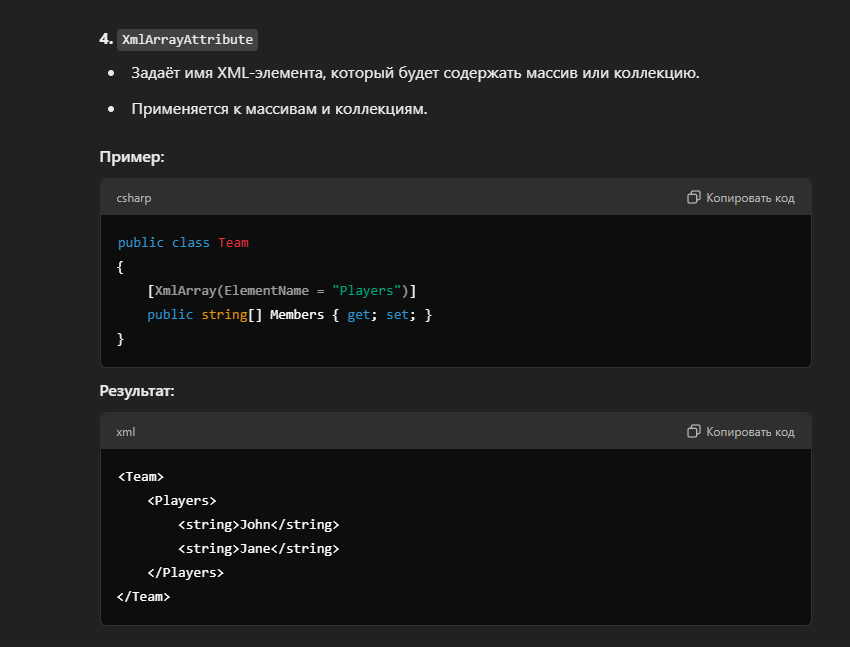 4. XmlArrayAttribute
• Задаёт имя XML-элемента, который будет содержать массив или коллекцию.
• Применяется к массивам и коллекциям.
Пример:
csharp Копировать код
public class Team
{
    [XmlArray(ElementName = "Players")]
    public string[] Members { get; set; }
}
Результат:
xml Копировать код
<Team>
    <Players>
        <string>John</string>
        <string>Jane</string>
    </Players>
</Team>